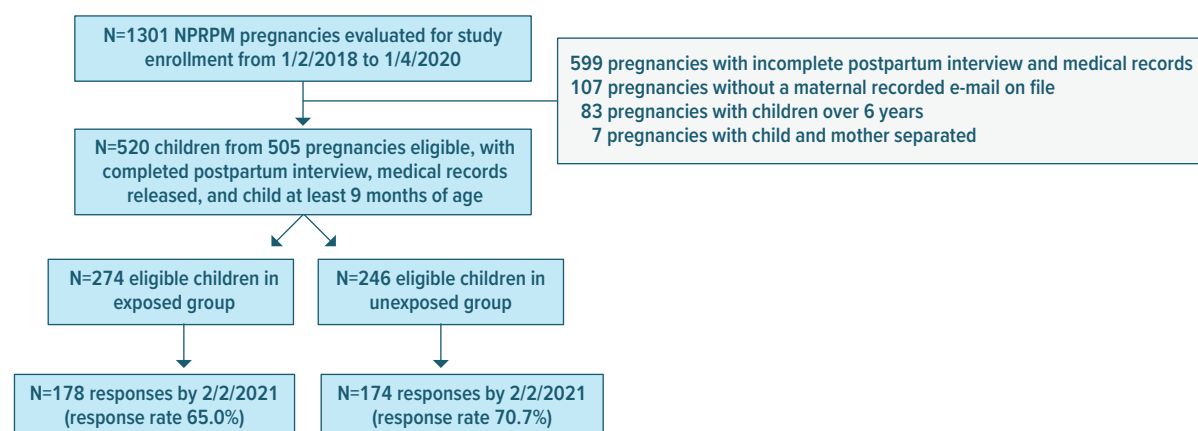 N=1301 NPRPM pregnancies evaluated for study
enrollment from 1/2/2018 to 1/4/2020
599 pregnancies with incomplete postpartum interview and medical records
107 pregnancies without a maternal recorded e-mail on file
83 pregnancies with children over 6 years
7 pregnancies with child and mother separated
N=520 children from 505 pregnancies eligible, with
completed postpartum interview, medical records
released, and child at least 9 months of age
N=274 eligible children in
exposed group
N=246 eligible children in
unexposed group
N=178 responses by 2/2/2021
(response rate 65.0%)
N=174 responses by 2/2/2021
(response rate 70.7%)